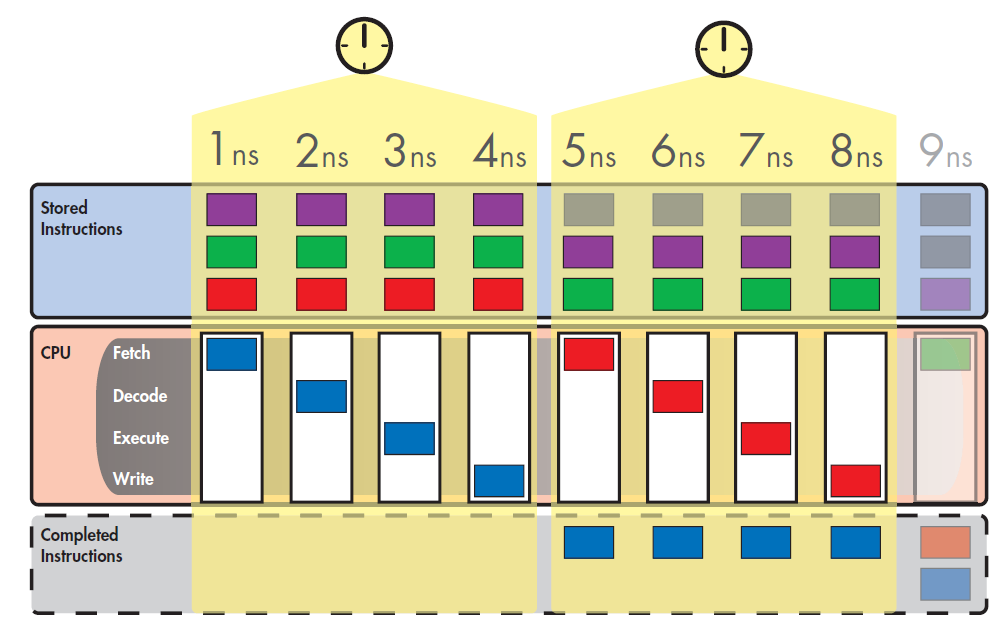 1ns 2ns 3ns 4ns 5ns 6ns 7ns 8ns 9ns
Stored
Instructions
CPU
Fetch
Decode
Execute
Write
Completed
Instructions